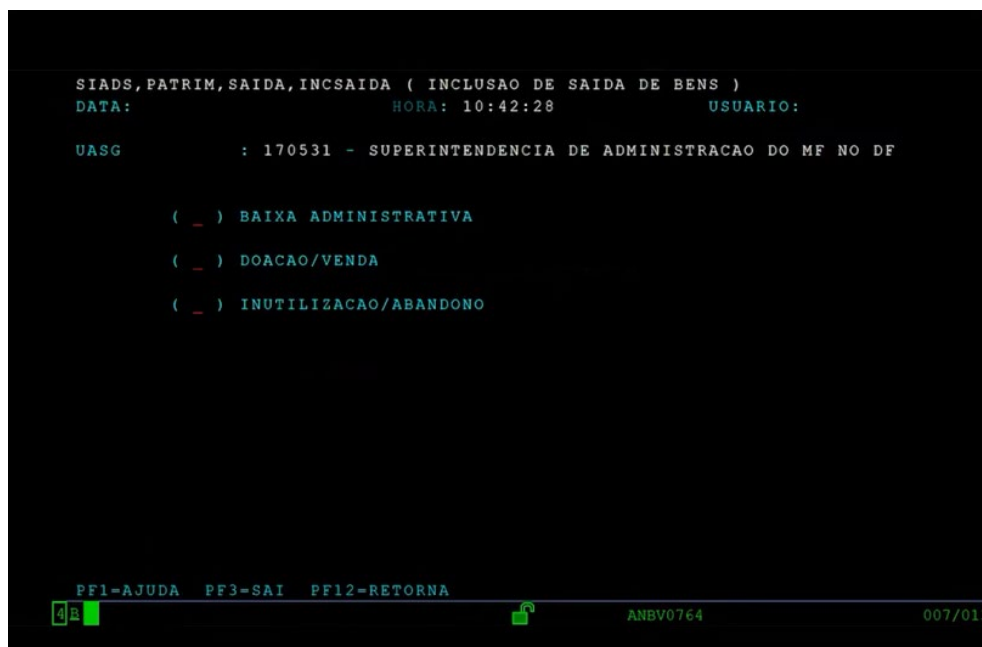 SIADS,PATRIM,SAIDA,INCSAIDA ( INCLUSAO DE SAIDA DE BENS )
DATA: HORA: 10:42:28 USUARIO:
UASG : 170531 - SUPERINTENDENCIA DE ADMINISTRACAO DO MF NO DF
( _ ) BAIXA ADMINISTRATIVA
( _ ) DOACAO/VENDA
( _ ) INUTILIZACAO/ABANDONO
PF1=AJUDA PF3=SAI PF12=RETORNA
4B ANBV0764 007/01